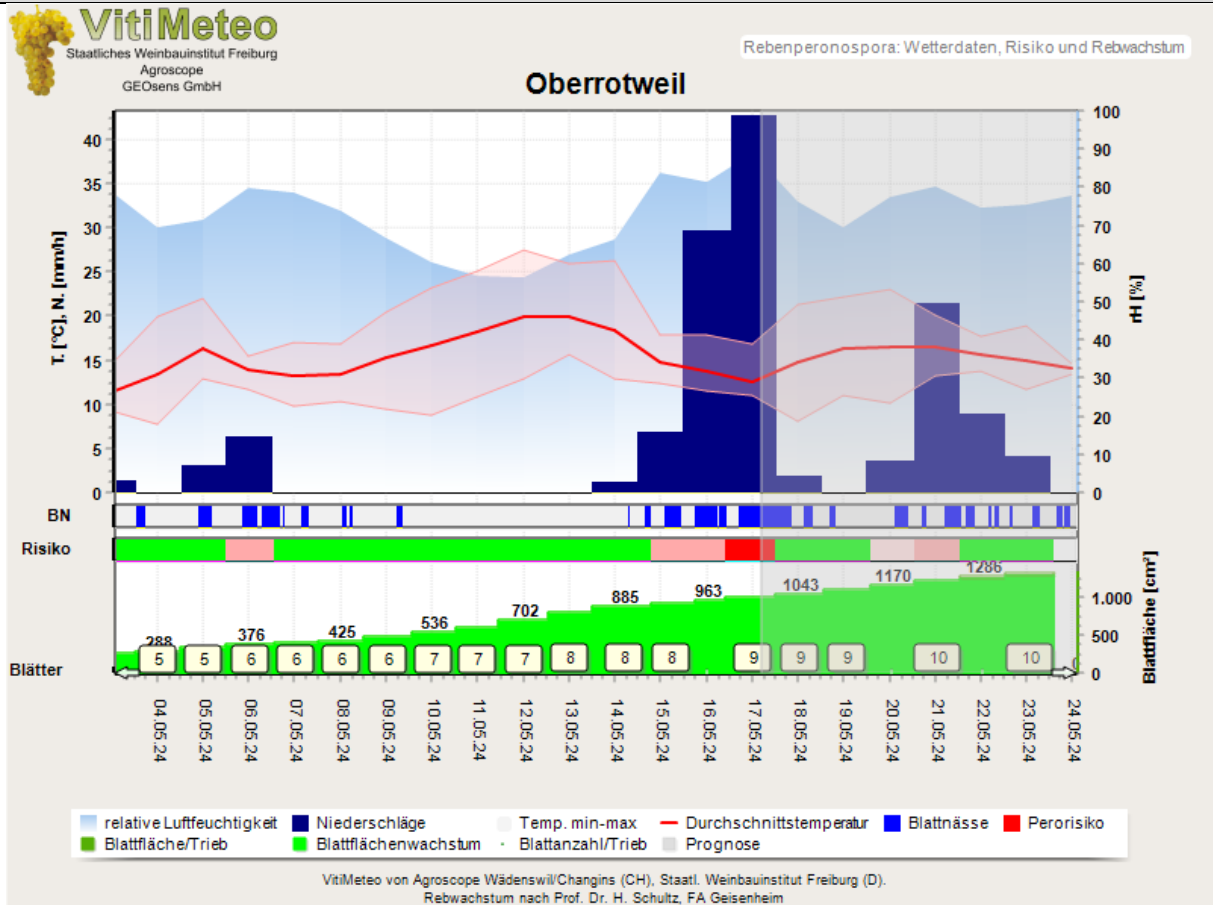 VitiMeteo
Staatliches Weinbauinstitut Freiburg
Agroscope
GEOsens GmbH
Rebenperonospora: Wetterdaten, Risiko und Rebwachstum
Oberrotweil
T. [°C], N. [mm/h]
40
35
30
25
20
15
10
5
0
100
90
80
70
60
50
40
30
20
10
0
rH [%]
BN
Risiko
288 376 425 536 702 885 963 1043 1170 1286
1.000
500
0
Blattfläche [cm²]
Blätter
5 5 6 6 6 6 7 7 7 8 8 8 9 9 9 10 10
04.05.24 05.05.24 06.05.24 07.05.24 08.05.24 09.05.24 10.05.24 11.05.24 12.05.24 13.05.24 14.05.24 15.05.24 16.05.24 17.05.24 18.05.24 19.05.24 20.05.24 21.05.24 22.05.24 23.05.24 24.05.24
relative Luftfeuchtigkeit Niederschläge Temp. min-max Durchschnittstemperatur Blattnässe Perorisiko
Blattfläche/Trieb Blattflächenwachstum Blattanzahl/Trieb Prognose
VitiMeteo von Agroscope Wädenswil/Changins (CH), Staatl. Weinbauinstitut Freiburg (D).
Rebwachstum nach Prof. Dr. H. Schultz, FA Geisenheim